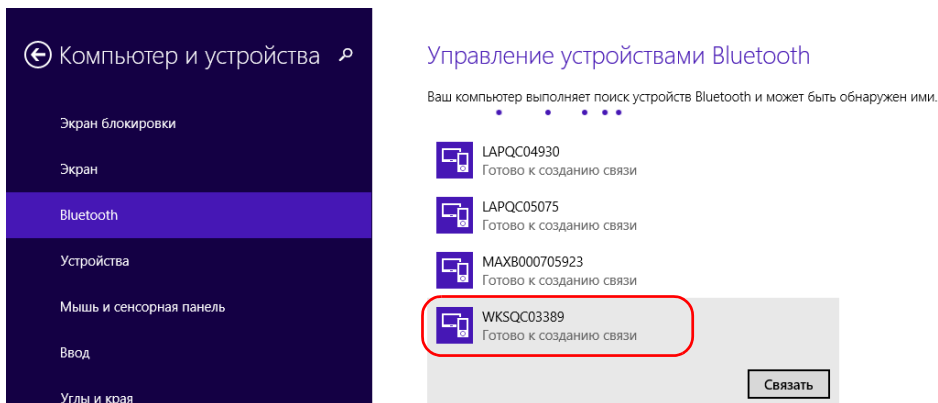 Компьютер и устройства
Экран блокировки
Экран
Bluetooth
Устройства
Мышь и сенсорная панель
Ввод
Углы и края
Управление устройствами Bluetooth
Ваш компьютер выполняет поиск устройств Bluetooth и может быть обнаружен ими.
LAPQC04930
Готово к созданию связи
LAPQC05075
Готово к созданию связи
MAXB000705923
Готово к созданию связи
WKSQC03389
Готово к созданию связи
Связать